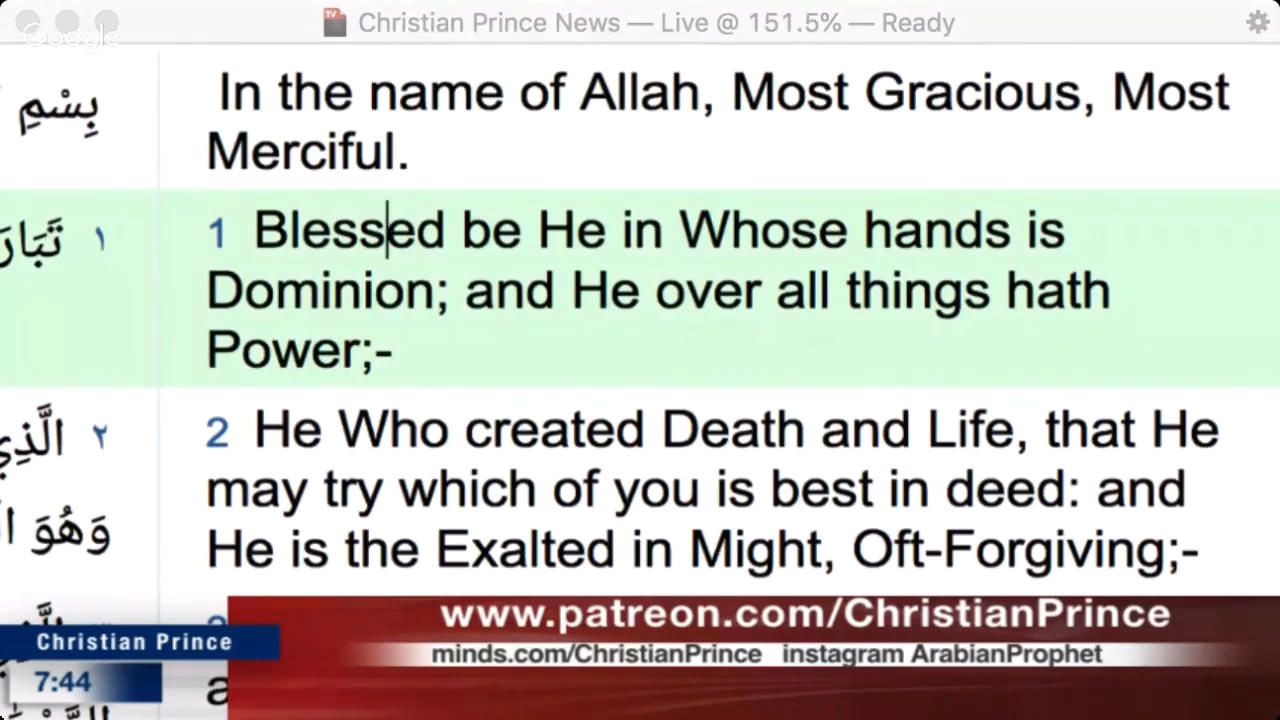 Christian Prince News — Live @ 151.5% — Ready
Google
بِسْمِ
In the name of Allah, Most Gracious, Most
Merciful.
١
1 Blessed be He in Whose hands is
Dominion; and He over all things hath
Power;-
٢
2 He Who created Death and Life, that He
may try which of you is best in deed: and
وَهُوَ
He is the Exalted in Might, Oft-Forgiving;-
www.patreon.com/ChristianPrince
Christian Prince
minds.com/ChristianPrince instagram ArabianProphet
7:44